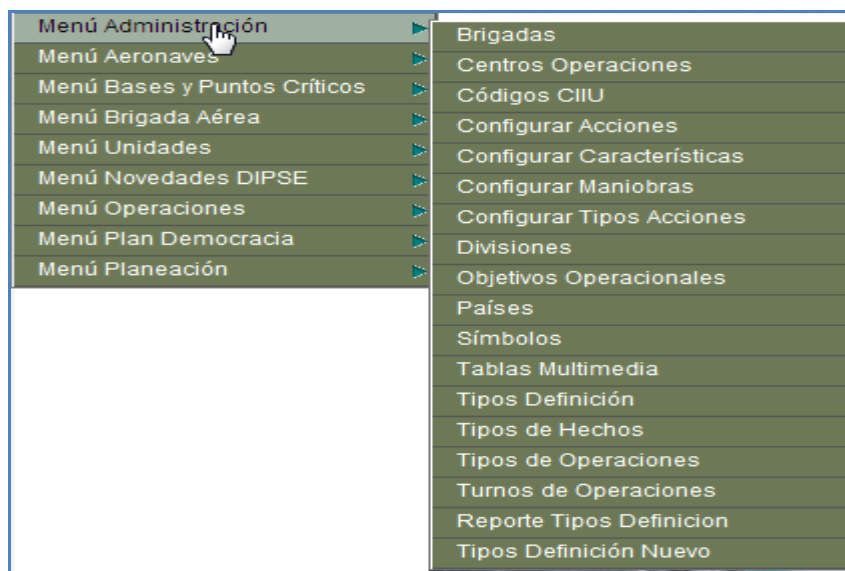 Menú Administración
Menú Aeronaves
Menú Bases y Puntos Críticos
Menú Brigada Aérea
Menú Unidades
Menú Novedades DIPSE
Menú Operaciones
Menú Plan Democracia
Menú Planeación
Brigadas
Centros Operaciones
Códigos CIIU
Configurar Acciones
Configurar Características
Configurar Maniobras
Configurar Tipos Acciones
Divisiones
Objetivos Operacionales
Países
Símbolos
Tablas Multimedia
Tipos Definición
Tipos de Hechos
Tipos de Operaciones
Turnos de Operaciones
Reporte Tipos Definicion
Tipos Definición Nuevo